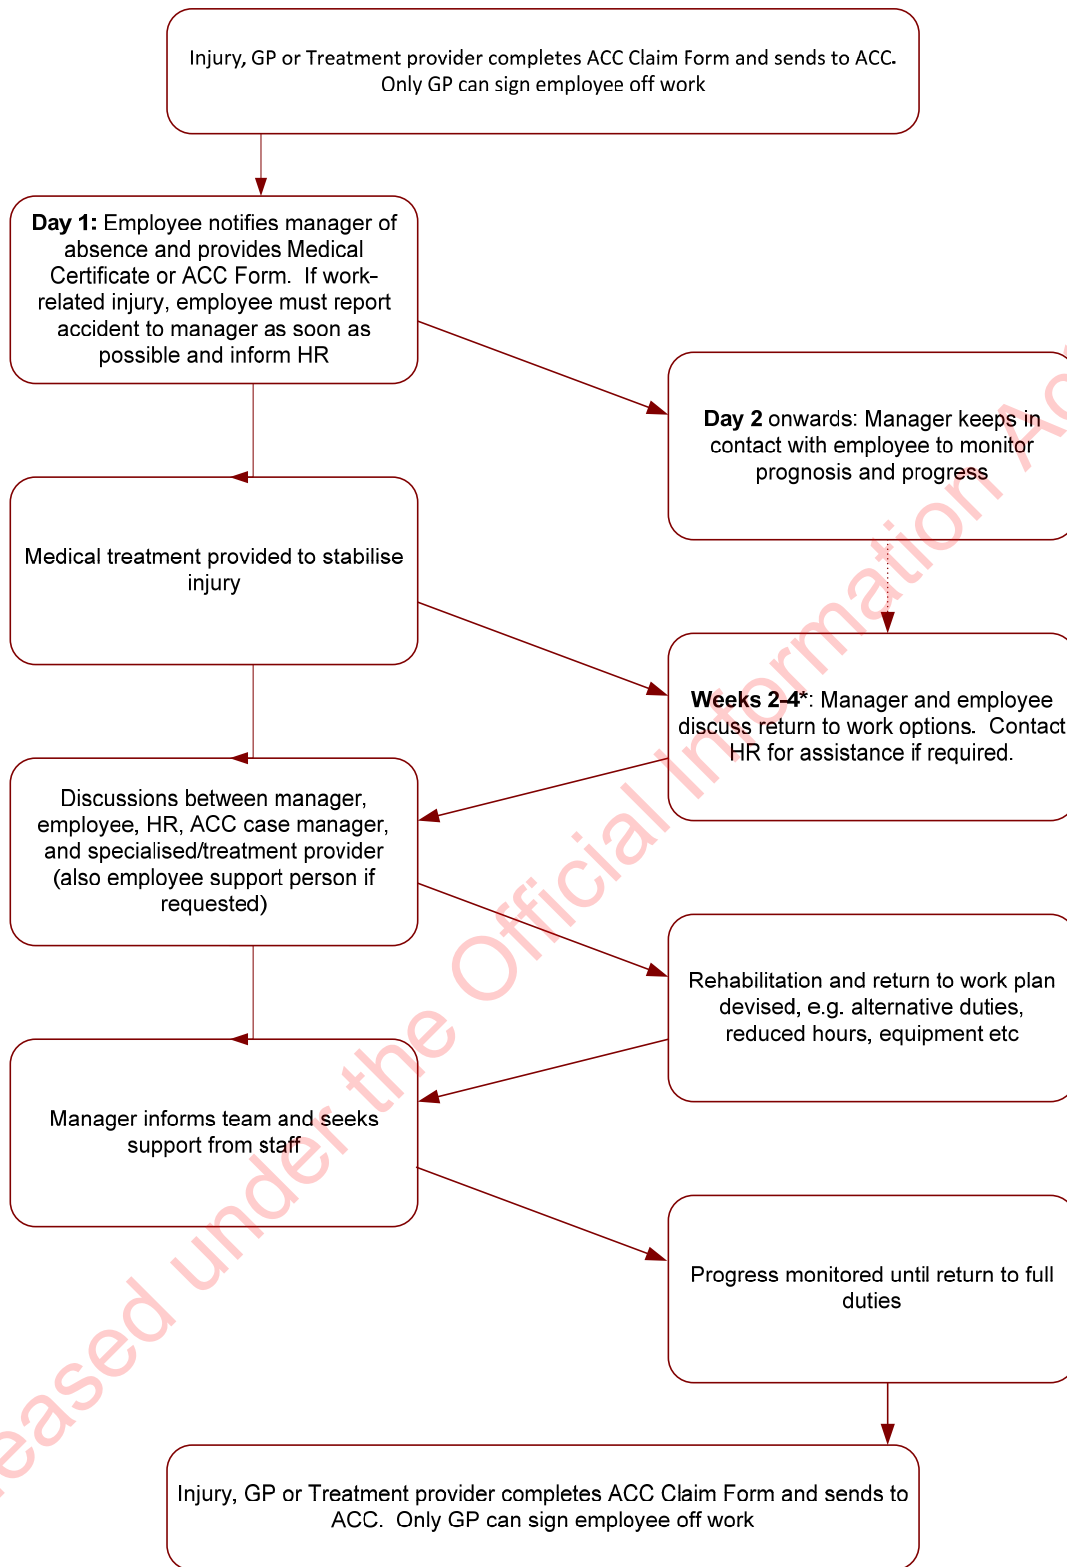 Injury, GP or Treatment provider completes ACC Claim Form and sends to ACC.
Only GP can sign employee off work
Day 1: Employee notifies manager of
absence and provides Medical
Certificate or ACC Form. If work-
related injury, employee must report
accident to manager as soon as
possible and inform HR
Day 2 onwards: Manager keeps in
contact with employee to monitor
prognosis and progress
Medical treatment provided to stabilise
injury
Weeks 2-4*: Manager and employee
discuss return to work options. Contact
HR for assistance if required.
Discussions between manager,
employee, HR, ACC case manager,
and specialised/treatment provider
(also employee support person if
requested)
Rehabilitation and return to work plan
devised, e.g. alternative duties,
reduced hours, equipment etc
Manager informs team and seeks
support from staff
Progress monitored until return to full
duties
Injury, GP or Treatment provider completes ACC Claim Form and sends to
ACC. Only GP can sign employee off work
eased under the Official Information Ac